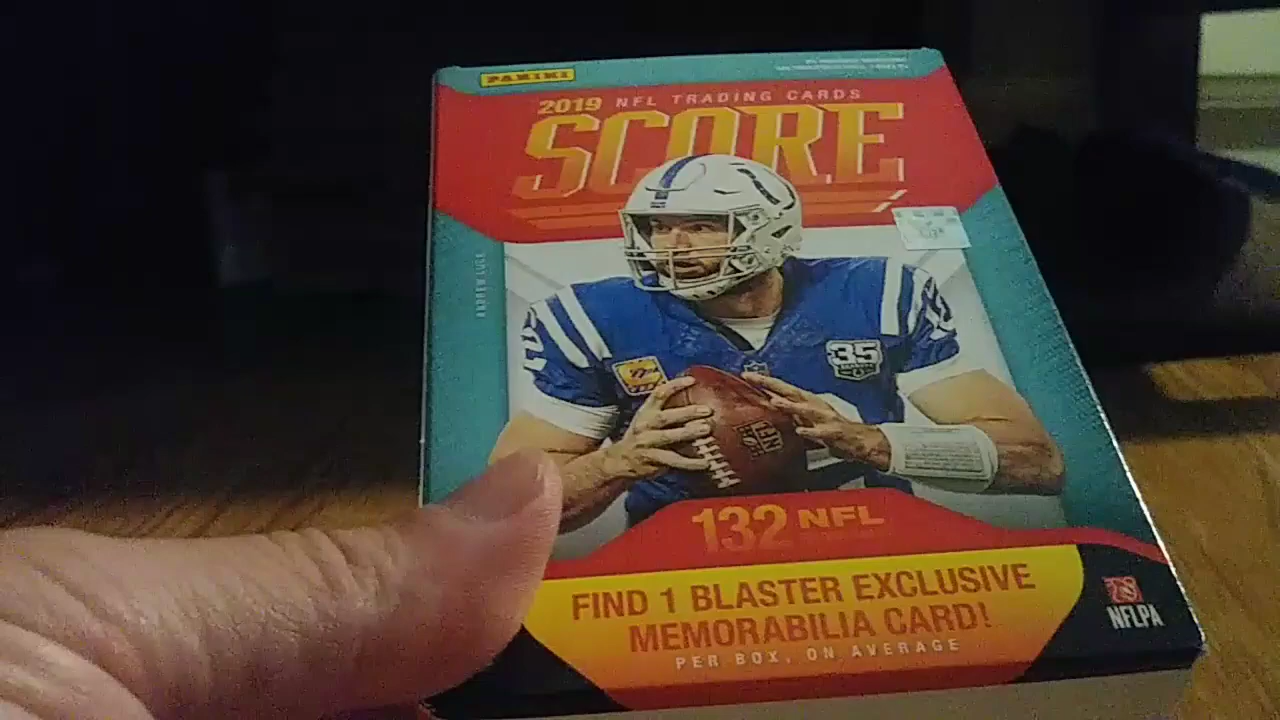 PANINI
2019 NFL TRADING CARDS
SCORE
ANDREW LUCK
35
NFL
132 NFL
FIND 1 BLASTER EXCLUSIVE
MEMORABILIA CARD!
PER BOX, ON AVERAGE
NFLPA